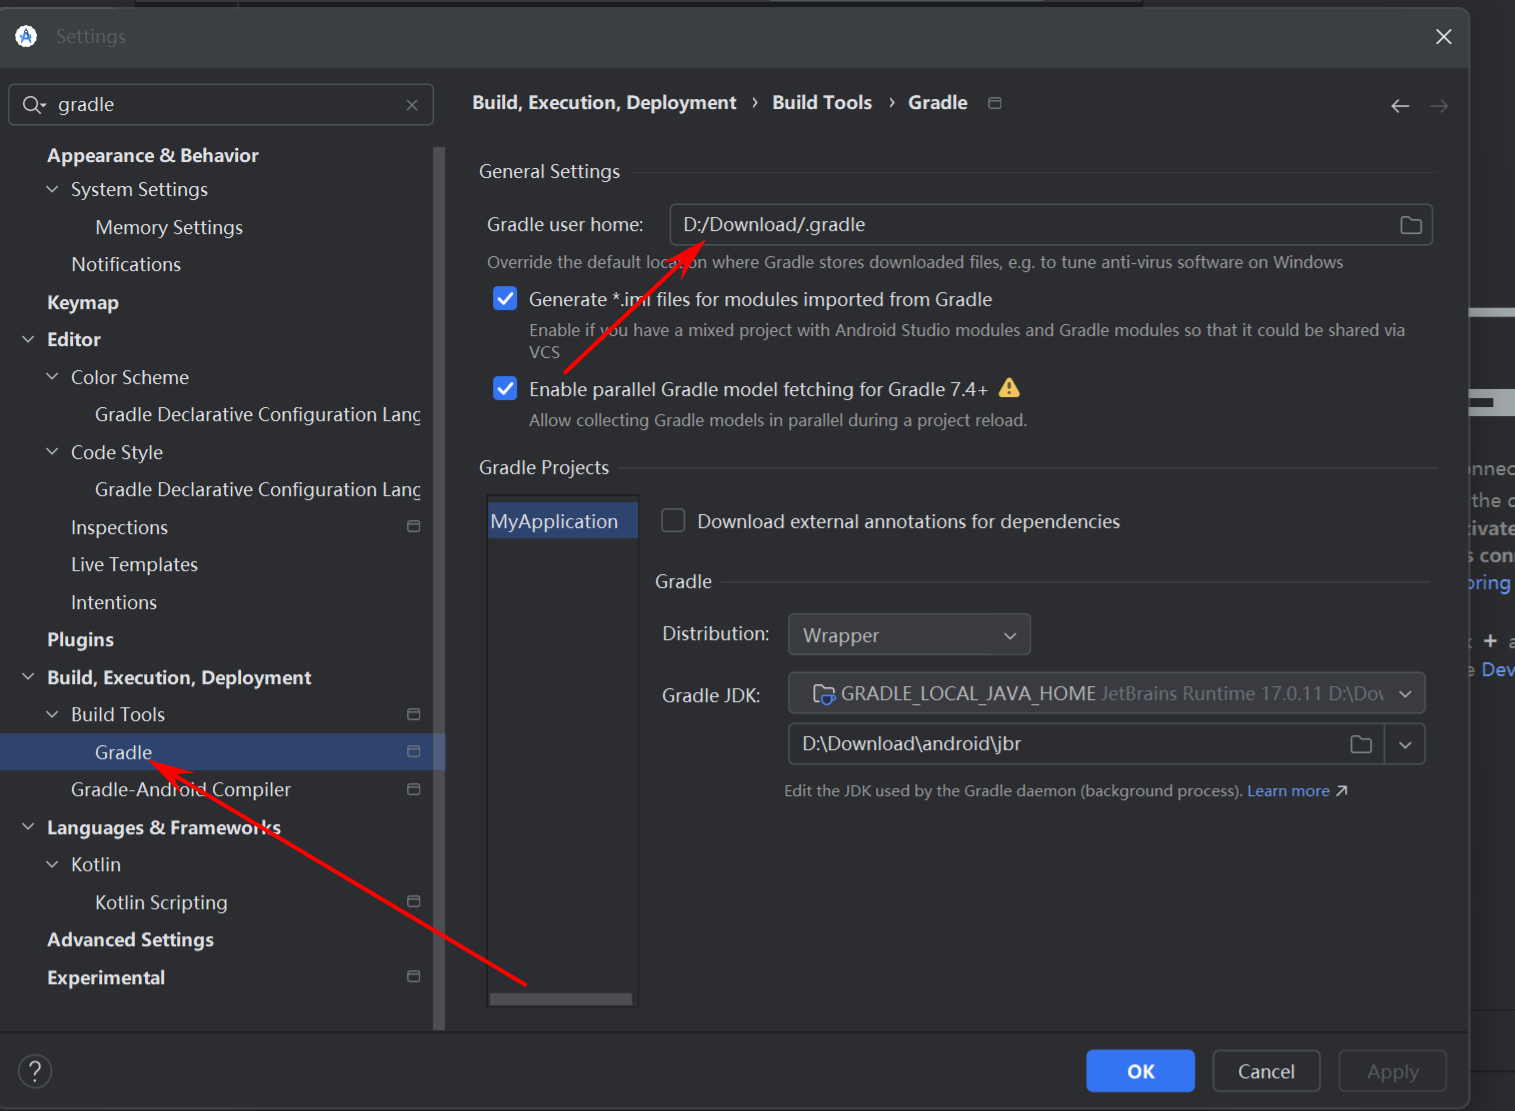 Settings
gradle
Appearance & Behavior
System Settings
Memory Settings
Notifications
Keymap
Editor
Color Scheme
Gradle Declarative Configuration Lang
Code Style
Gradle Declarative Configuration Lang
Inspections
Live Templates
Intentions
Plugins
Build, Execution, Deployment
Build Tools
Gradle
Gradle-Android Compiler
Languages & Frameworks
Kotlin
Kotlin Scripting
Advanced Settings
Experimental
Build, Execution, Deployment › Build Tools › Gradle
General Settings
Gradle user home: D:/Download/.gradle
Override the default location where Gradle stores downloaded files, e.g. to tune anti-virus software on Windows
Generate *.iml files for modules imported from Gradle
Enable if you have a mixed project with Android Studio modules and Gradle modules so that it could be shared via
VCS
Enable parallel Gradle model fetching for Gradle 7.4+
Allow collecting Gradle models in parallel during a project reload.
Gradle Projects
MyApplication
Download external annotations for dependencies
Gradle
Distribution: Wrapper
Gradle JDK: GRADLE_LOCAL_JAVA_HOME JetBrains Runtime 17.0.11 D:\Dov
D:\Download\android\jbr
Edit the JDK used by the Gradle daemon (background process). Learn more ↗
?
OK
Cancel
Apply
the
Dev